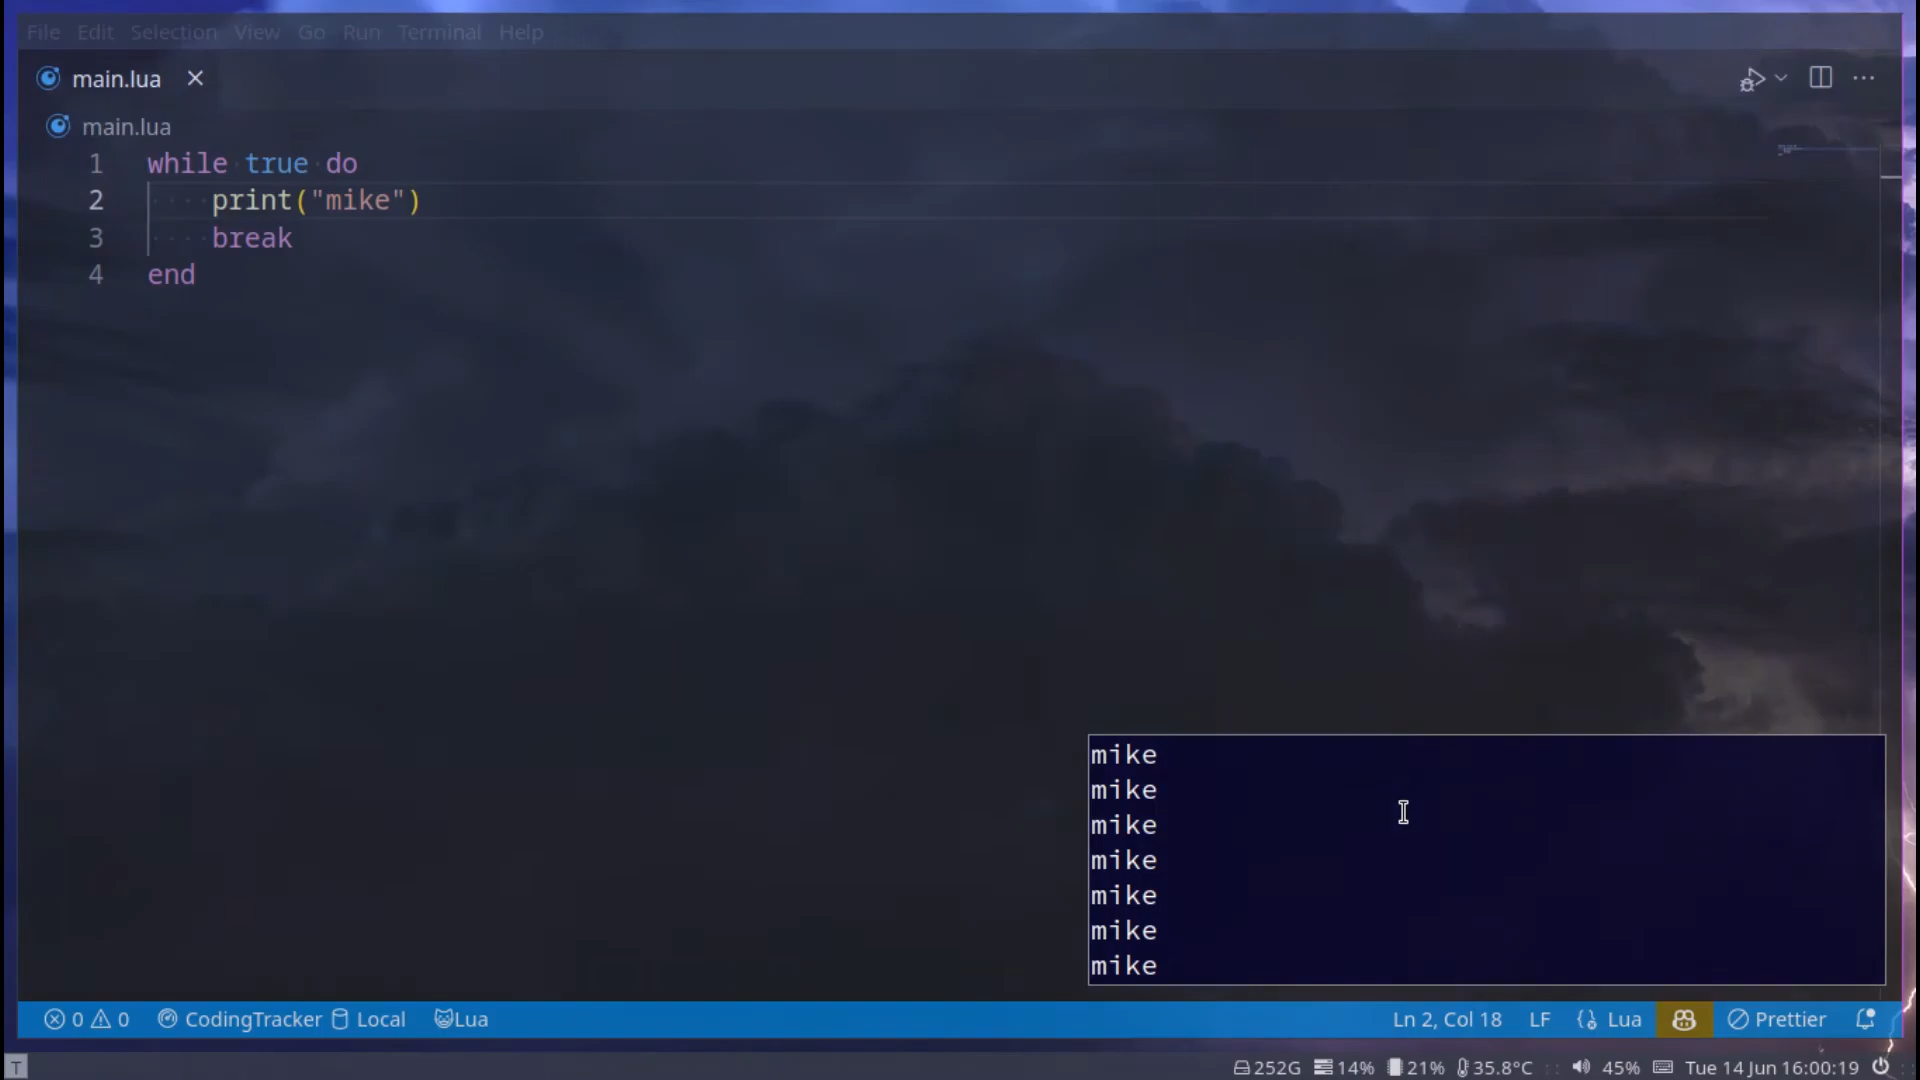 File Edit Selection View Go Run Terminal Help
main.lua
main.lua
1 while true do
2 print("mike")
3 break
4 end
mike
mike
mike
mike
mike
mike
mike
0 0 CodingTracker Local Lua Ln 2, Col 18 LF Lua Prettier
T 252G 14% 21% 35.8°C 45% Tue 14 Jun 16:00:19